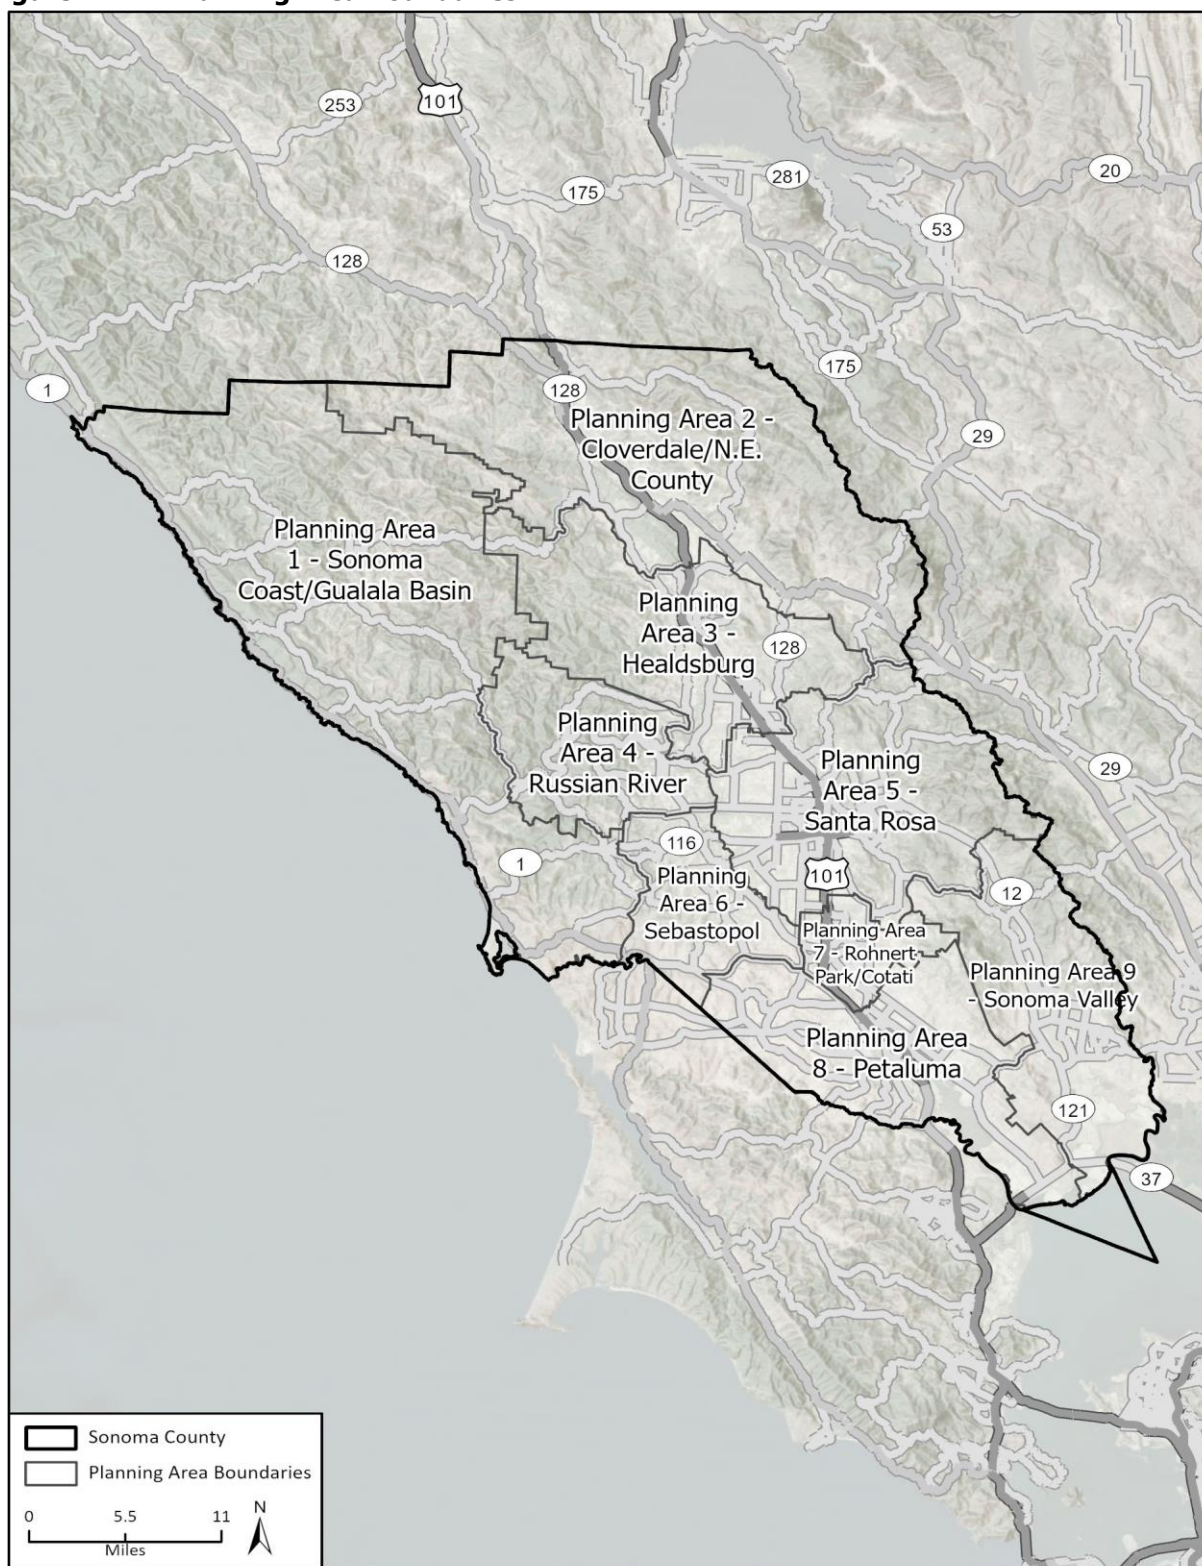 253
101
175
281
20
53
128
175
1
128
29
Planning Area 2 -
Cloverdale/N.E.
County
Planning Area
1 - Sonoma
Coast/Gualala Basin
Planning
Area 3 -
Healdsburg
128
Planning
Area 4 -
Russian River
Planning
Area 5 -
Santa Rosa
29
116
1
101
12
Planning
Area 6 -
Sebastopol
Planning Area
7 - Rohnert
Park/Cotati
Planning Area 9
- Sonoma Valley
Planning Area
8 - Petaluma
121
37
Sonoma County
Planning Area Boundaries
0 5.5 11
Miles
N